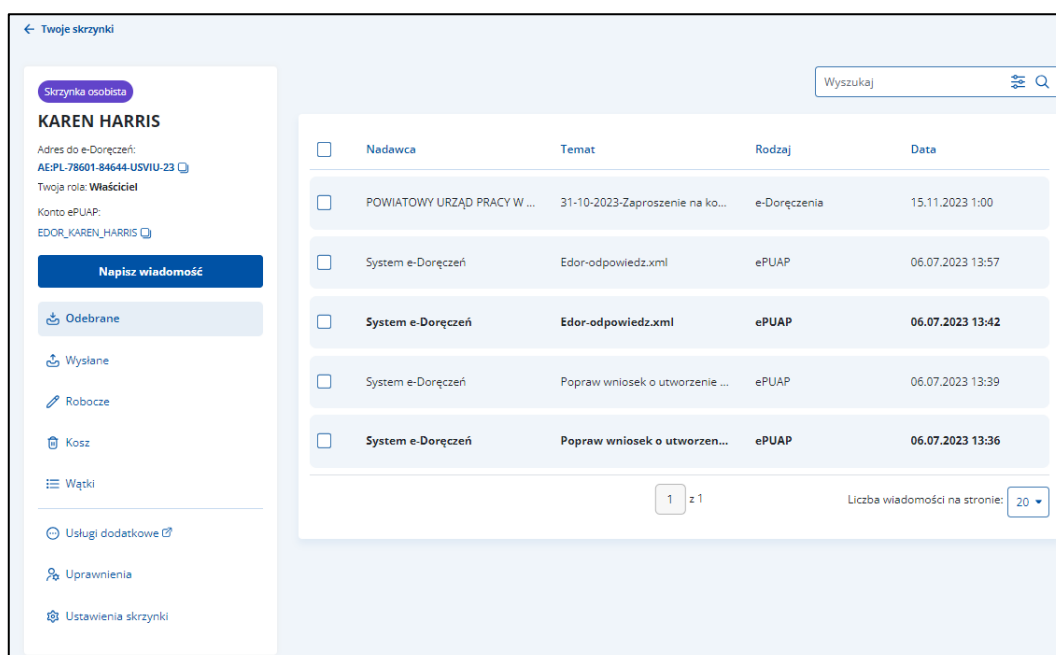 Twoje skrzynki
Skrzynka osobista
KAREN HARRIS
Adres do e-Doręczeń:
AE:PL-78601-84644-USVIU-23
Twoja rola: Właściciel
Konto ePUAP:
EDOR_KAREN_HARRIS
Napisz wiadomość
Odebrane
Wysłane
Robocze
Kosz
Wątki
Usługi dodatkowe
Uprawnienia
Ustawienia skrzynki
Wyszukaj
Nadawca Temat Rodzaj Data
POWIATOWY URZĄD PRACY W ... 31-10-2023-Zaproszenie na ko... e-Doręczenia 15.11.2023 1:00
System e-Doręczeń Edor-odpowiedz.xml ePUAP 06.07.2023 13:57
System e-Doręczeń Edor-odpowiedz.xml ePUAP 06.07.2023 13:42
System e-Doręczeń Popraw wniosek o utworzenie ... ePUAP 06.07.2023 13:39
System e-Doręczeń Popraw wniosek o utworzen... ePUAP 06.07.2023 13:36
1 z 1 Liczba wiadomości na stronie: 20